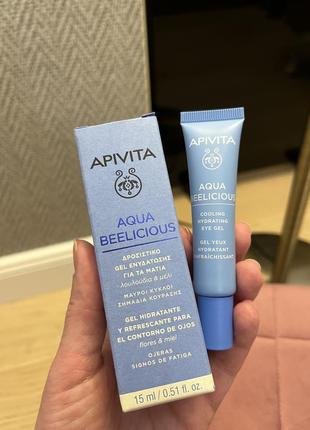 APIVITA
AQUA
BEELICIOUS
ΔΡΟΣΙΣΤΙΚΟ
GEL ΕΝΥΔΑΤΩΣΗΣ
ΓΙΑ ΤΑ ΜΑΤΙΑ
λουλούδια & μέλι
ΜΑΥΡΟΙ ΚΥΚΛΟΙ
ΣΗΜΑΔΙΑ ΚΟΥΡΑΣΗΣ
GEL HIDRATANTE
Y REFRESCANTE PARA
EL CONTORNO DE OJOS
flores & miel
OJERAS
SIGNOS DE FATIGA
15 ml / 0.51 fl. oz.
APIVITA
AQUA
BEELICIOUS
COOLING
HYDRATING
EYE GEL
GEL YEUX
HYDRATANT
RAFRAÎCHISSANT